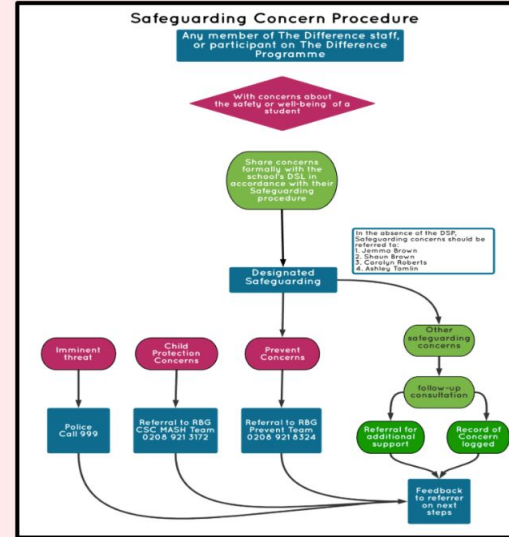 Safeguarding Concern Procedure
Any member of The Difference staff,
or participant on The Difference
Programme
With concerns about
the safety or well-being of a
student
Share concerns
formally with the
school's DSL in
accordance with their
Safeguarding
procedure
In the absence of the DSP,
Safeguarding concerns should be
referred to:
1. Jemma Brown
2. Shaun Brown
3. Carolyn Roberts
4. Ashley Tomlin
Designated
Safeguarding
Other
safeguarding
concerns
Imminent
threat
Child
Protection
Concerns
Prevent
Concerns
follow-up
consultation
Police
Call 999
Referral to RBG
CSC MASH Team
0208 921 3172
Referral to RBG
Prevent Team
0208 921 8324
Referral for
additional
support
Record of
Concern
logged
Feedback
to referrer
on next
steps